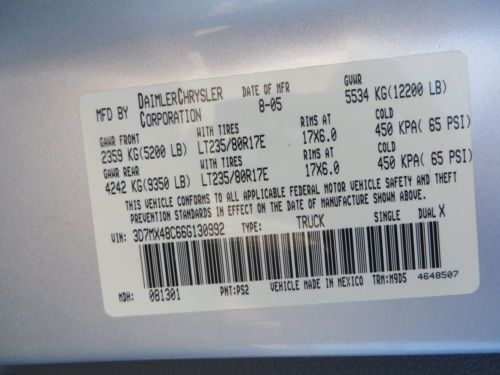 MFD BY DAIMLERCHRYSLER CORPORATION DATE OF MFR 8-05 GVWR 5534 KG(12200 LB)
GAWR FRONT WITH TIRES RIMS AT COLD
2359 KG(5200 LB) LT235/80R17E 17X6.0 450 KPA( 65 PSI)
GAWR REAR WITH TIRES RIMS AT COLD
4242 KG(9350 LB) LT235/80R17E 17X6.0 450 KPA( 65 PSI)
THIS VEHICLE CONFORMS TO ALL APPLICABLE FEDERAL MOTOR VEHICLE SAFETY AND THEFT
PREVENTION STANDARDS IN EFFECT ON THE DATE OF MANUFACTURE SHOWN ABOVE.
VIN: 3D7MX48C66G130992 TYPE: TRUCK SINGLE DUAL X
MDH: 081301 PNT:PS2 VEHICLE MADE IN MEXICO TRM:M9D5 4648507